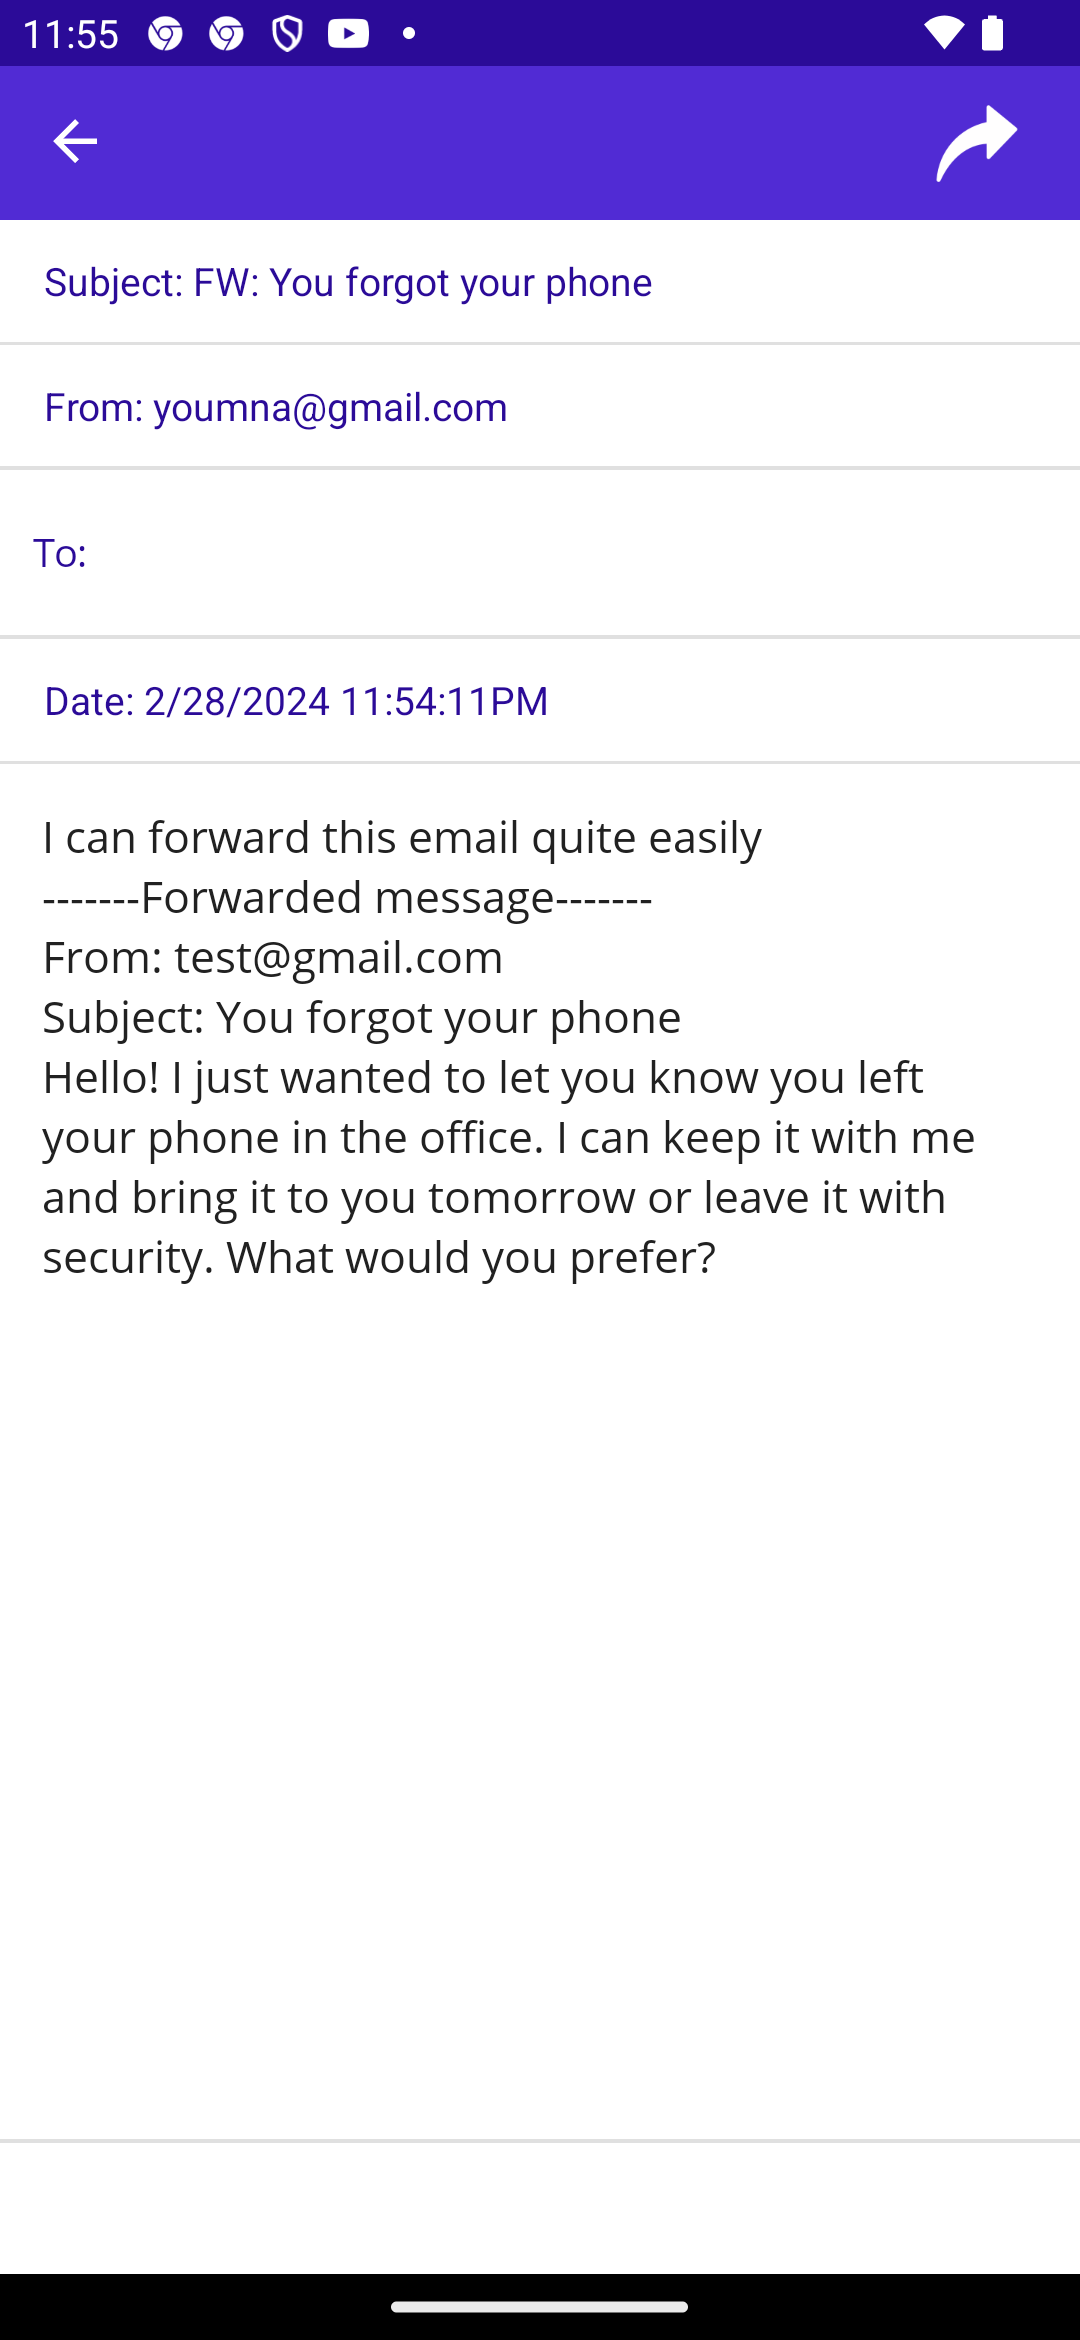 11:55
Subject: FW: You forgot your phone
From: youmna@gmail.com
To:
Date: 2/28/2024 11:54:11PM
I can forward this email quite easily
-------Forwarded message-------
From: test@gmail.com
Subject: You forgot your phone
Hello! I just wanted to let you know you left
your phone in the office. I can keep it with me
and bring it to you tomorrow or leave it with
security. What would you prefer?